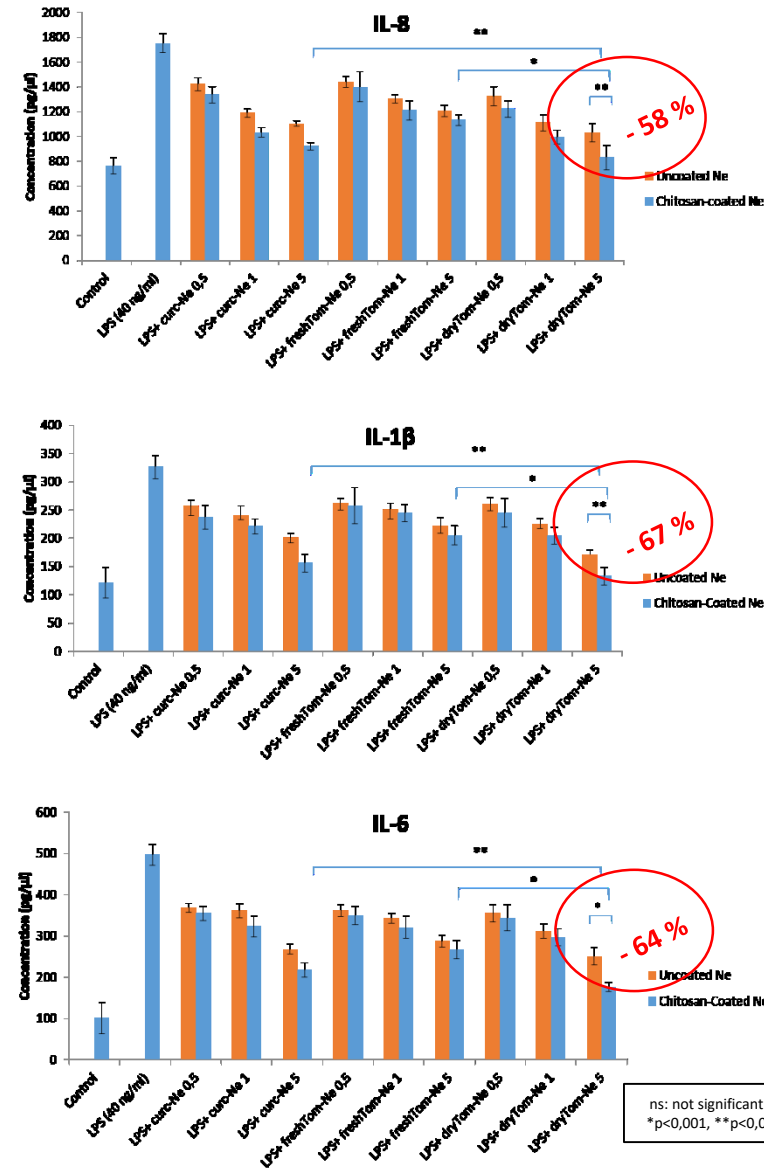 IL-8
2000
1800
1600
1400
1200
1000
800
600
400
200
0
Concentration (pg/µl)
**
*
**
- 58 %
Uncoated Ne
Chitosan-coated Ne
Control
LPS (40 ng/ml)
LPS+ curc-Ne 0,5
LPS+ curc-Ne 1
LPS+ curc-Ne 5
LPS+ freshTom-Ne 0,5
LPS+ freshTom-Ne 1
LPS+ freshTom-Ne 5
LPS+ dryTom-Ne 0,5
LPS+ dryTom-Ne 1
LPS+ dryTom-Ne 5
IL-1β
400
350
300
250
200
150
100
50
0
Concentration (pg/µl)
**
*
**
- 67 %
Uncoated Ne
Chitosan-Coated Ne
Control
LPS (40 ng/ml)
LPS+ curc-Ne 0,5
LPS+ curc-Ne 1
LPS+ curc-Ne 5
LPS+ freshTom-Ne 0,5
LPS+ freshTom-Ne 1
LPS+ freshTom-Ne 5
LPS+ dryTom-Ne 0,5
LPS+ dryTom-Ne 1
LPS+ dryTom-Ne 5
IL-6
600
500
400
300
200
100
0
Concentration (pg/µl)
**
*
*
- 64 %
Uncoated Ne
Chitosan-Coated Ne
Control
LPS (40 ng/ml)
LPS+ curc-Ne 0,5
LPS+ curc-Ne 1
LPS+ curc-Ne 5
LPS+ freshTom-Ne 0,5
LPS+ freshTom-Ne 1
LPS+ freshTom-Ne 5
LPS+ dryTom-Ne 0,5
LPS+ dryTom-Ne 1
LPS+ dryTom-Ne 5
ns: not significant
*p<0,001, **p<0,0